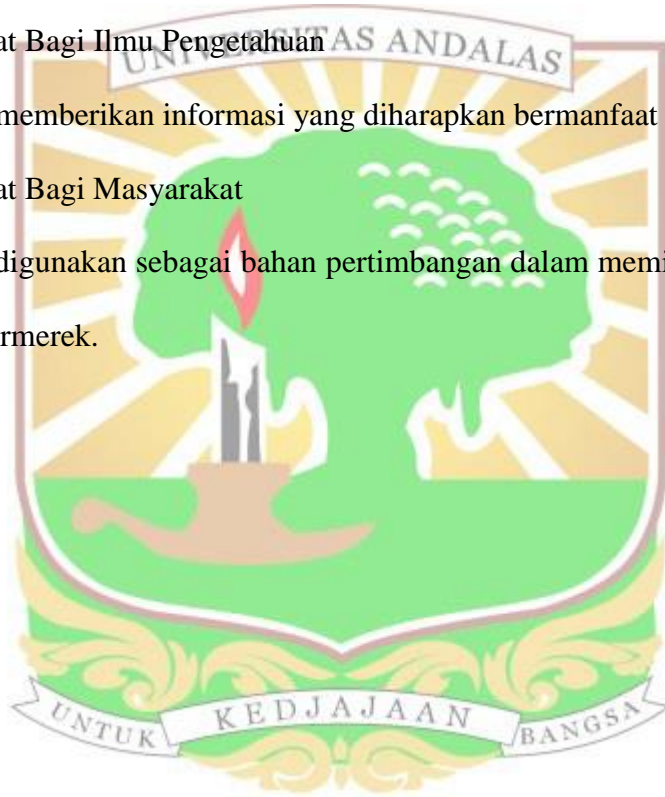 at Bagi Ilmu Pengetahuan
UNIVERSITAS ANDALAS
memberikan informasi yang diharapkan bermanfaat
at Bagi Masyarakat
digunakan sebagai bahan pertimbangan dalam memi
rmerek.
UNTUK KEDJAJAAN BANGSA